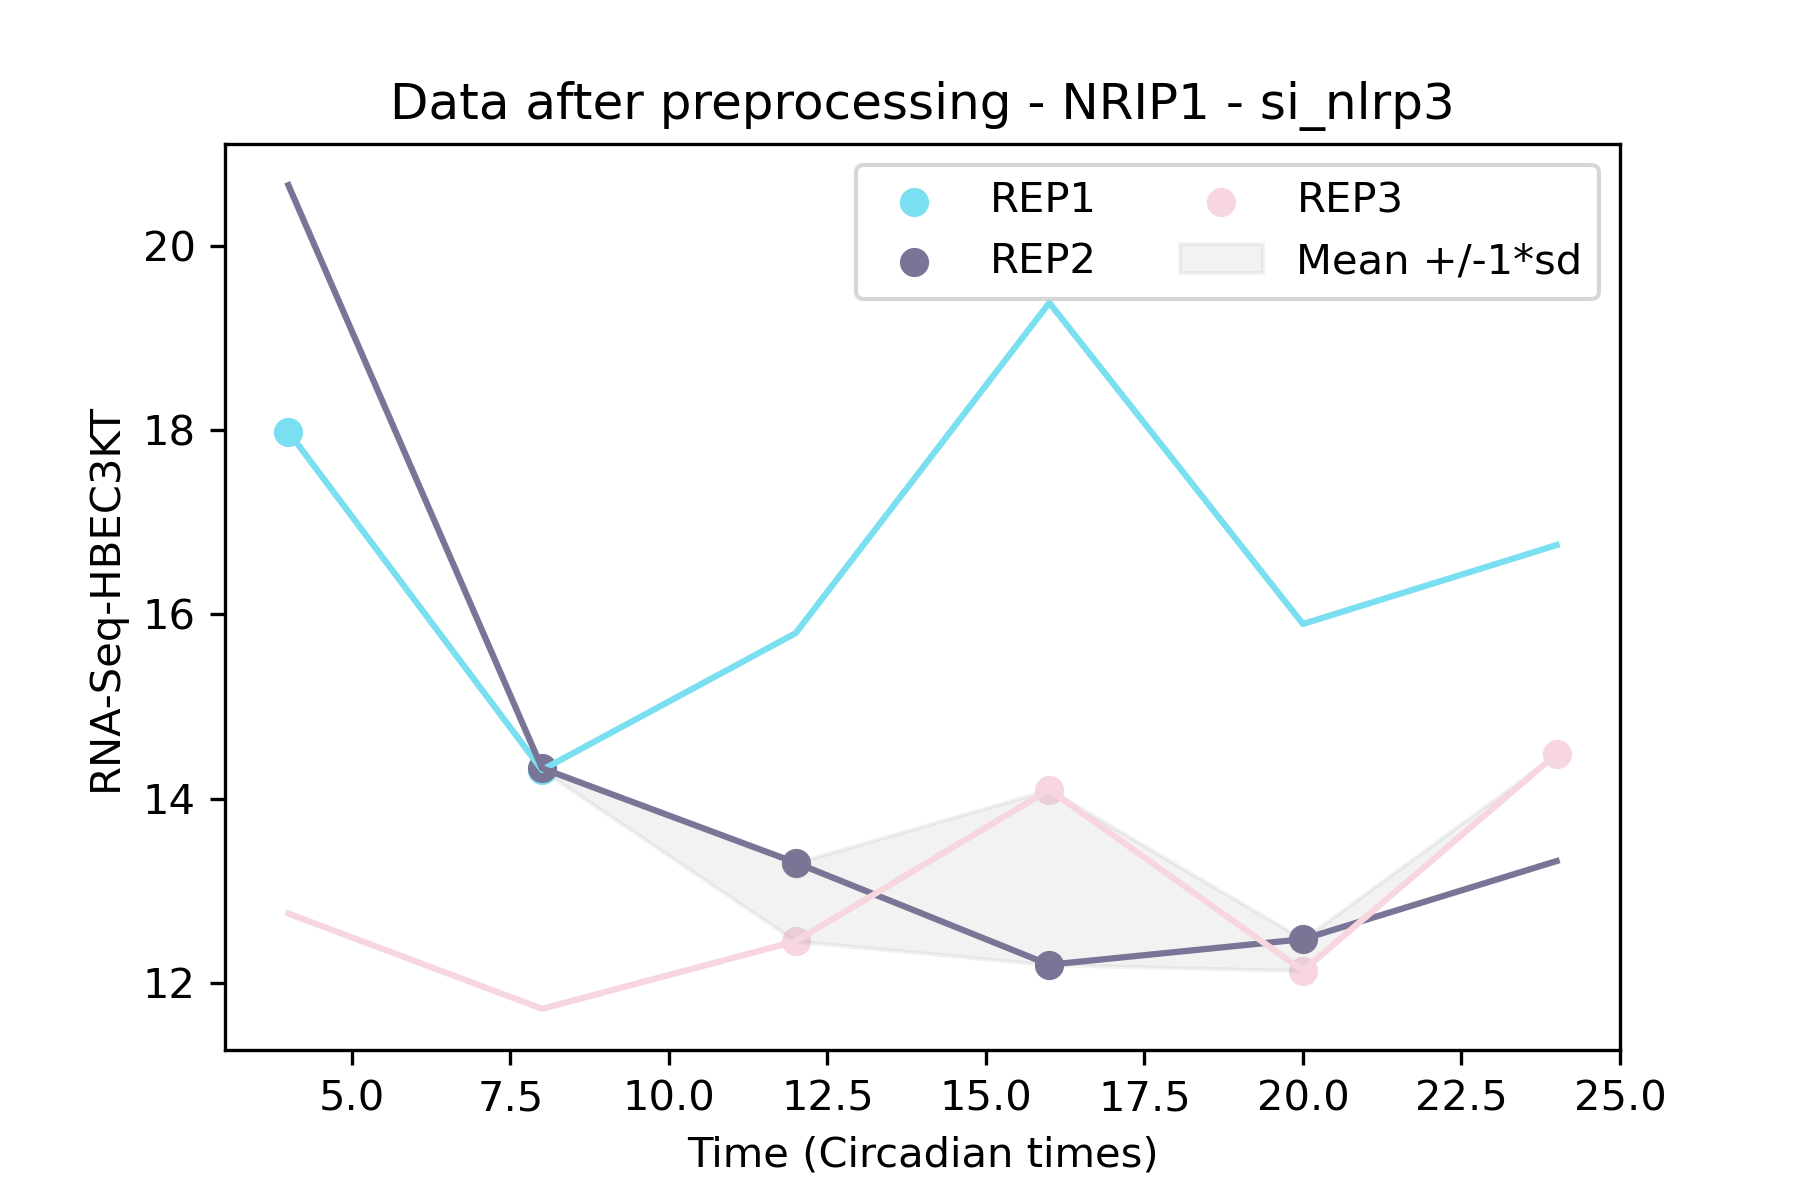 Data after preprocessing - NRIP1 - si_nlrp3
REP1
REP2
REP3
Mean +/-1*sd
RNA-Seq-HBEC3KT
20
18
16
14
12
5.0 7.5 10.0 12.5 15.0 17.5 20.0 22.5 25.0
Time (Circadian times)